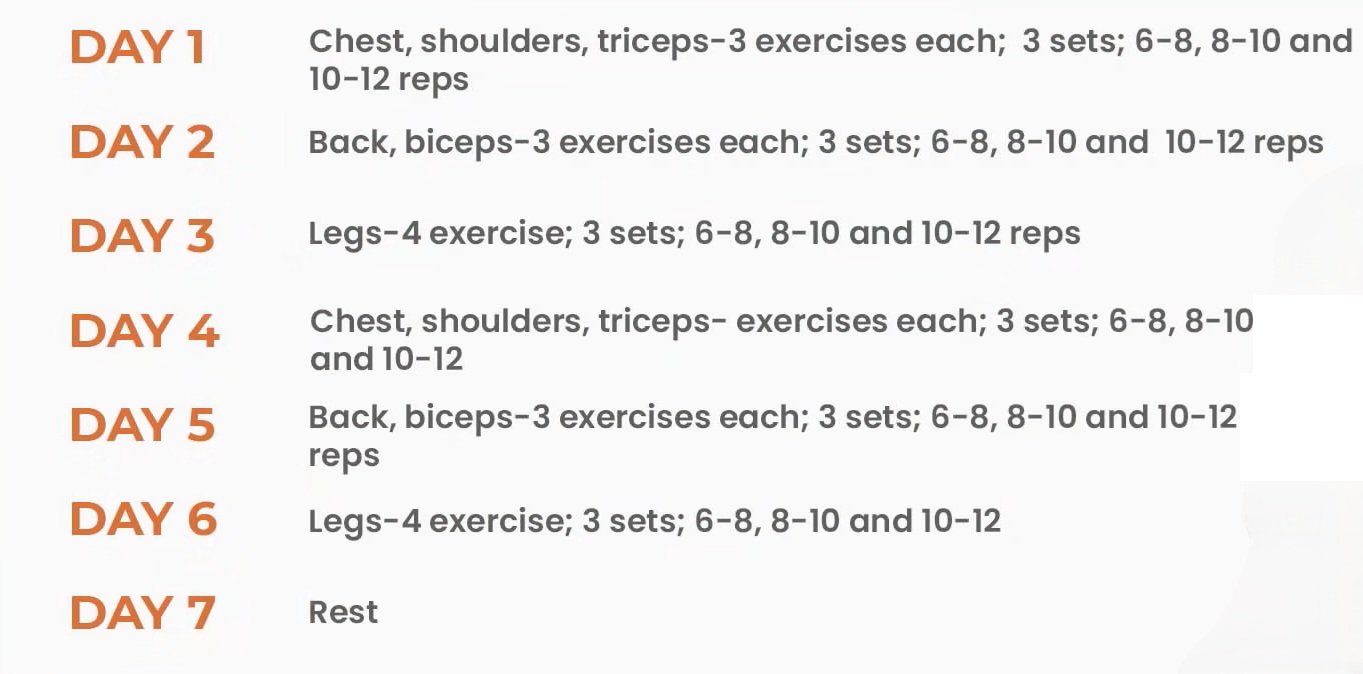 DAY 1
Chest, shoulders, triceps-3 exercises each;  3 sets; 6-8, 8-10 and
10-12 reps
DAY 2
Back, biceps-3 exercises each; 3 sets; 6-8, 8-10 and  10-12 reps
DAY 3
Legs-4 exercise; 3 sets; 6-8, 8-10 and 10-12 reps
DAY 4
Chest, shoulders, triceps- exercises each; 3 sets; 6-8, 8-10
and 10-12
DAY 5
Back, biceps-3 exercises each; 3 sets; 6-8, 8-10 and 10-12
reps
DAY 6
Legs-4 exercise; 3 sets; 6-8, 8-10 and 10-12
DAY 7
Rest